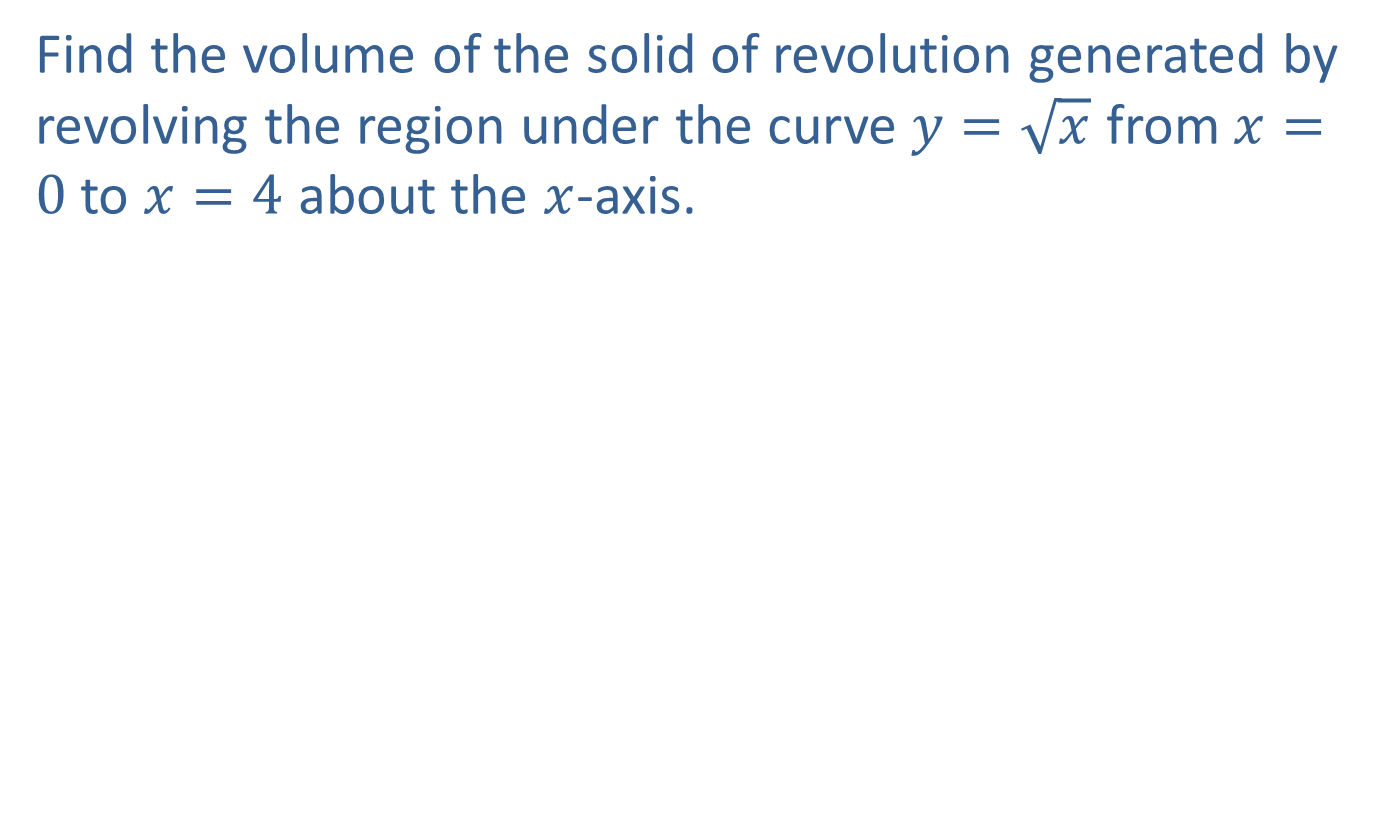 Find the volume of the solid of revolution generated by
revolving the region under the curve 𝑦 = √𝑥 from 𝑥 =
0 to 𝑥 = 4 about the 𝑥-axis.